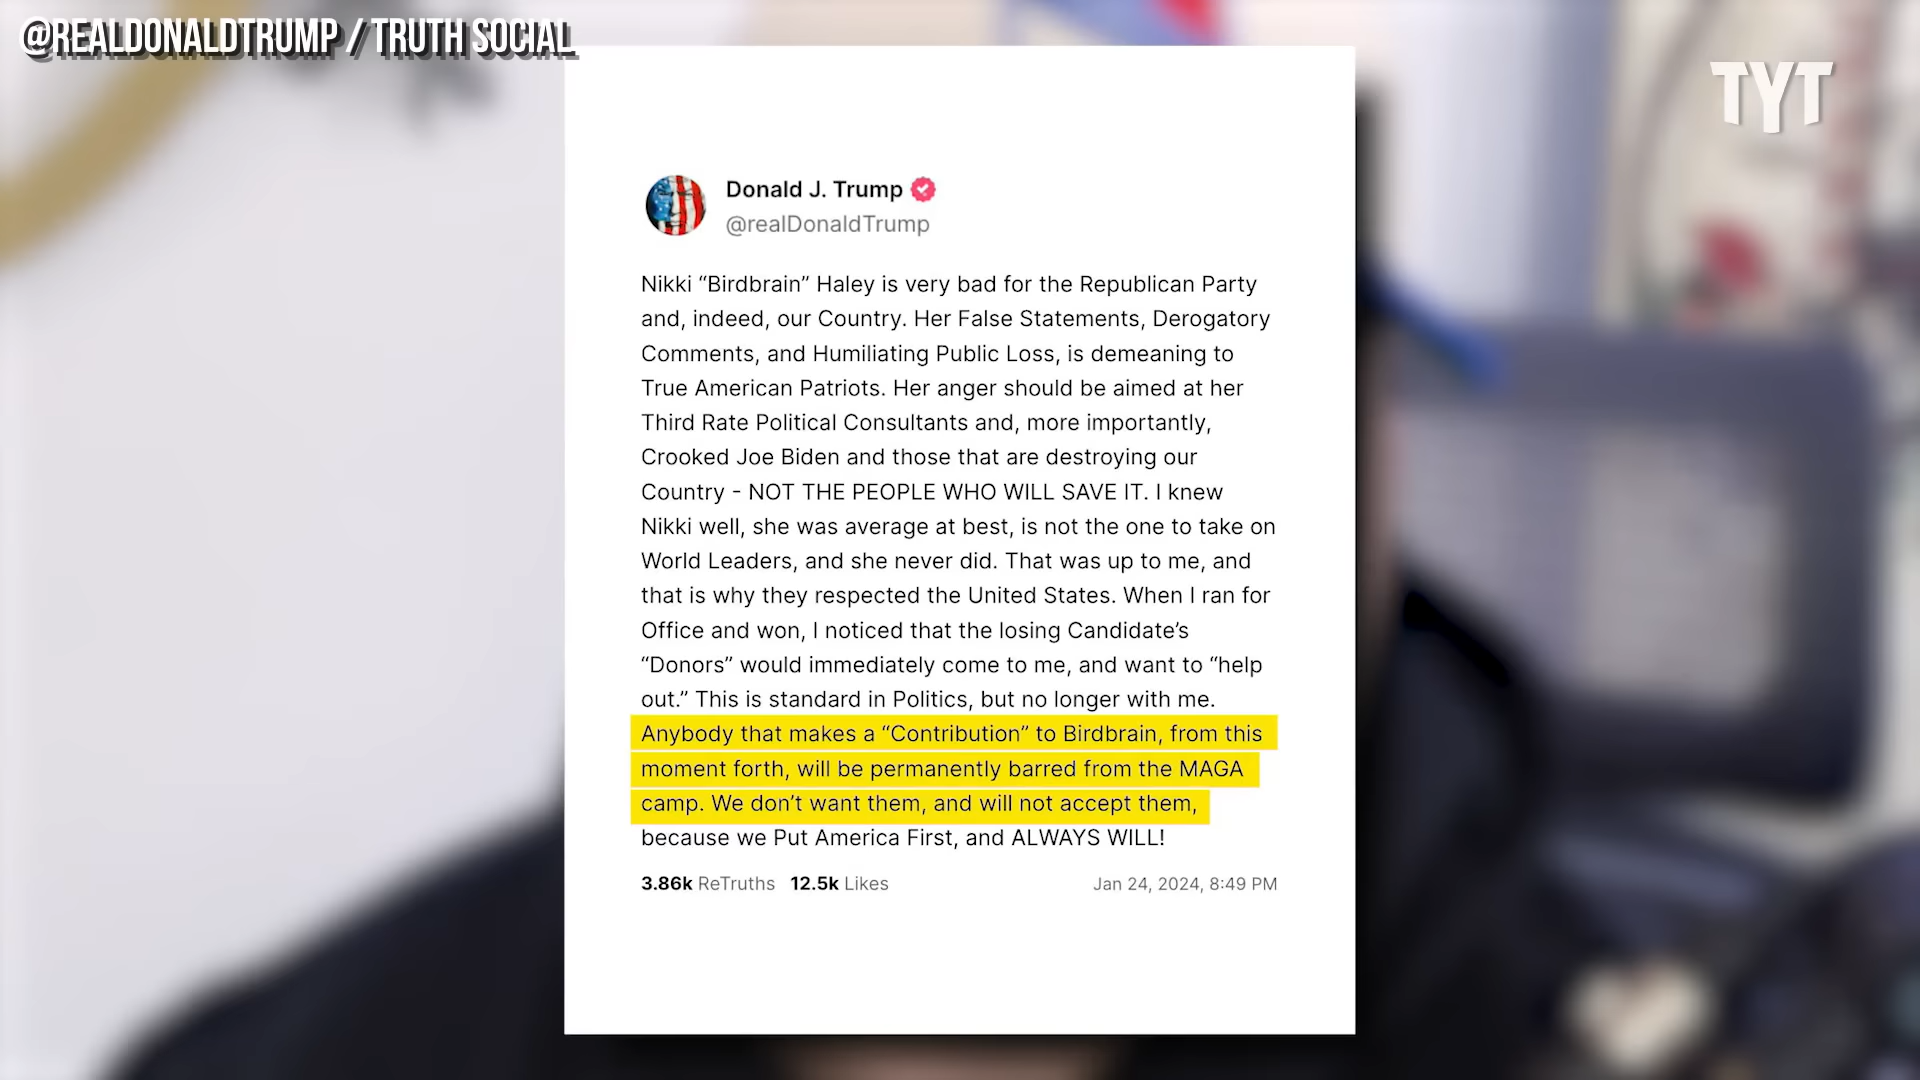 @REALDONALDTRUMP / TRUTH SOCIAL
TYT
Donald J. Trump
@realDonaldTrump
Nikki “Birdbrain” Haley is very bad for the Republican Party
and, indeed, our Country. Her False Statements, Derogatory
Comments, and Humiliating Public Loss, is demeaning to
True American Patriots. Her anger should be aimed at her
Third Rate Political Consultants and, more importantly,
Crooked Joe Biden and those that are destroying our
Country - NOT THE PEOPLE WHO WILL SAVE IT. I knew
Nikki well, she was average at best, is not the one to take on
World Leaders, and she never did. That was up to me, and
that is why they respected the United States. When I ran for
Office and won, I noticed that the losing Candidate’s
“Donors” would immediately come to me, and want to “help
out.” This is standard in Politics, but no longer with me.
Anybody that makes a “Contribution” to Birdbrain, from this
moment forth, will be permanently barred from the MAGA
camp. We don’t want them, and will not accept them,
because we Put America First, and ALWAYS WILL!
3.86k ReTruths 12.5k Likes Jan 24, 2024, 8:49 PM